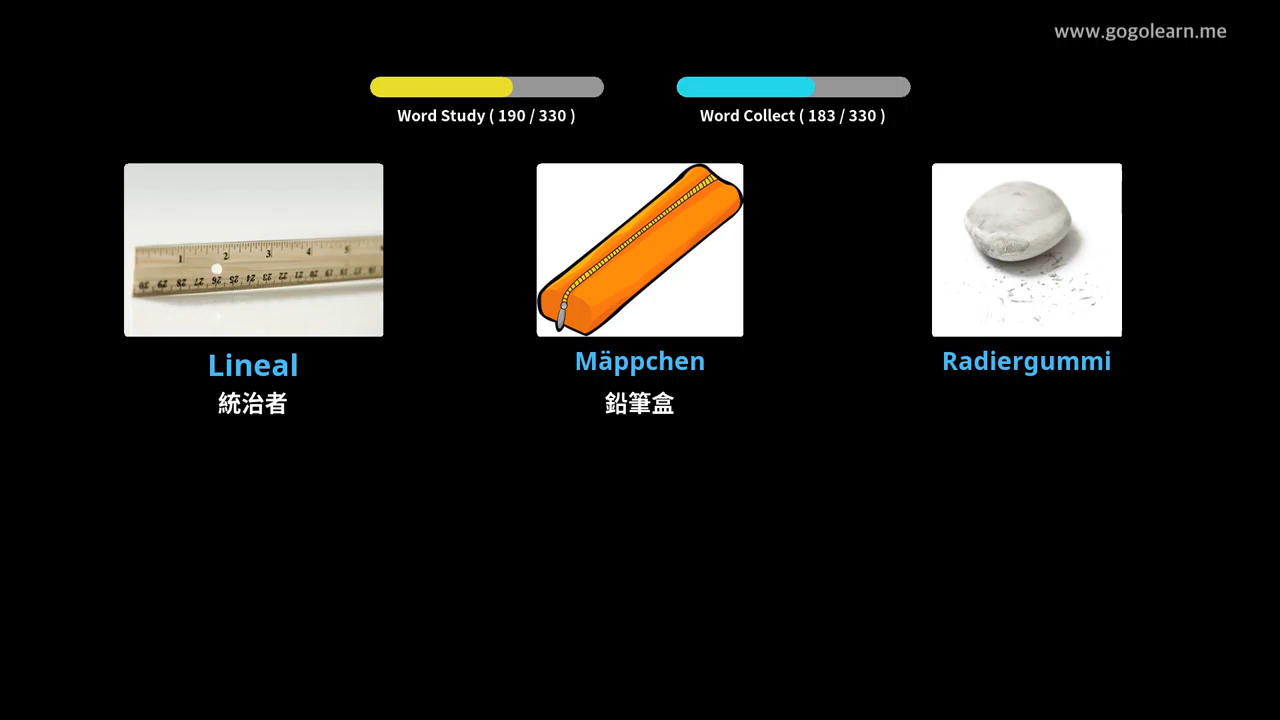 www.gogolearn.me
Word Study ( 190 / 330 )
Word Collect ( 183 / 330 )
Lineal
統治者
Mäppchen
鉛筆盒
Radiergummi